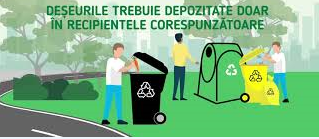 DEȘEURILE TREBUIE DEPOZITATE DOAR
ÎN RECIPIENTELE CORESPUNZĂTOARE